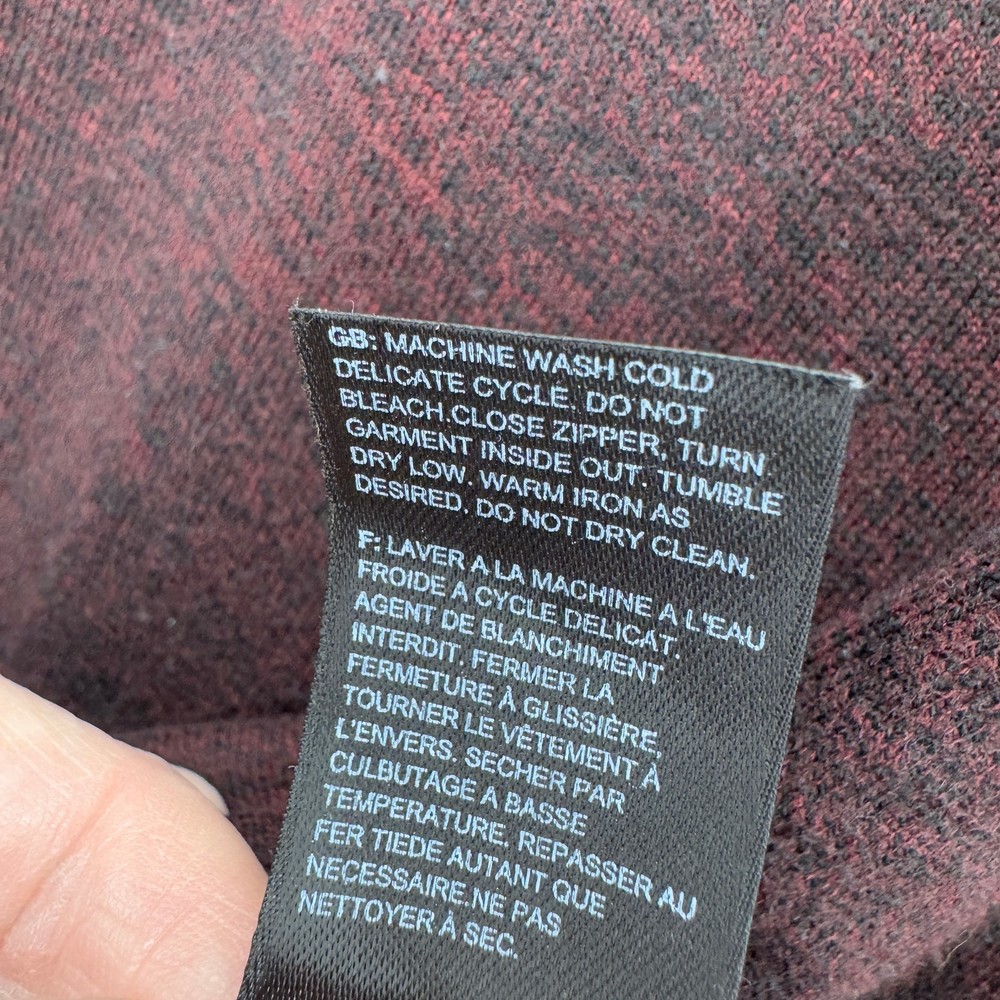 GB: MACHINE WASH COLD
DELICATE CYCLE. DO NOT
BLEACH.CLOSE ZIPPER, TURN
GARMENT INSIDE OUT. TUMBLE
DRY LOW. WARM IRON AS
DESIRED, DO NOT DRY CLEAN.
F: LAVER A LA MACHINE A L'EAU
FROIDE A CYCLE DELICAT.
AGENT DE BLANCHIMENT
INTERDIT. FERMER LA
FERMETURE À GLISSIÈRE,
TOURNER LE VÊTEMENT À
L'ENVERS. SECHER PAR
CULBUTAGE A BASSE
TEMPERATURE, REPASSER AU
FER TIEDE AUTANT QUE
NECESSAIRE.NE PAS
NETTOYER À SEC.